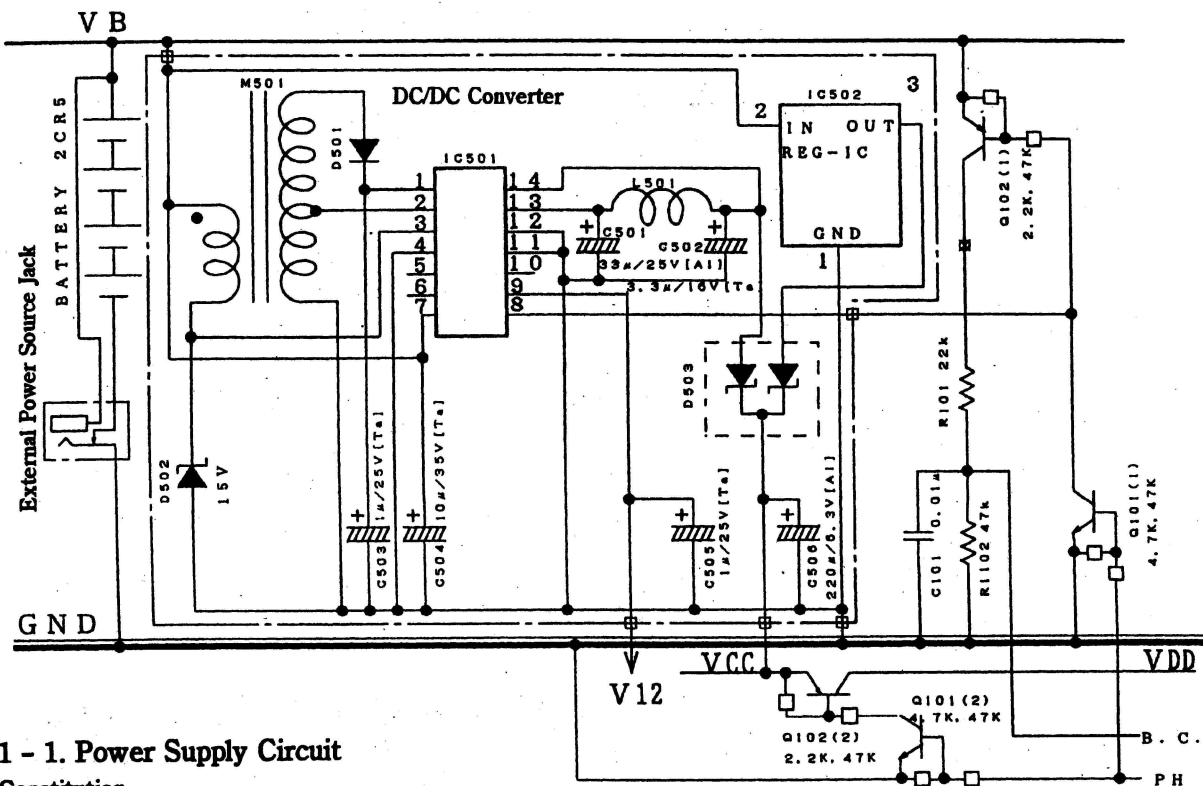 V B
M501
DC/DC Converter
IC502
3
2
IN OUT
REG-IC
GND
1
BATTERY 2CR5
External Power Source Jack
D501
IC501
1
2
3
4
5
6
7
14
13
12
11
10
9
8
L501
C501
33μ/25V[Al]
C502
3.3μ/16V[Ta
Q102(1)
2.2K,47K
D503
R101 22k
D502
15V
1μ/25V[Ta]
C503
10μ/35V[Ta]
C504
C505
1μ/25V[Ta]
C506
220μ/6.3V[Al]
C101 0.01μ
R1102 47k
Q101(1)
4.7K,47K
GND
V12
VCC
VDD
Q101(2)
4.7K,47K
Q102(2)
2.2K,47K
B.C.
PH
1 - 1. Power Supply Circuit